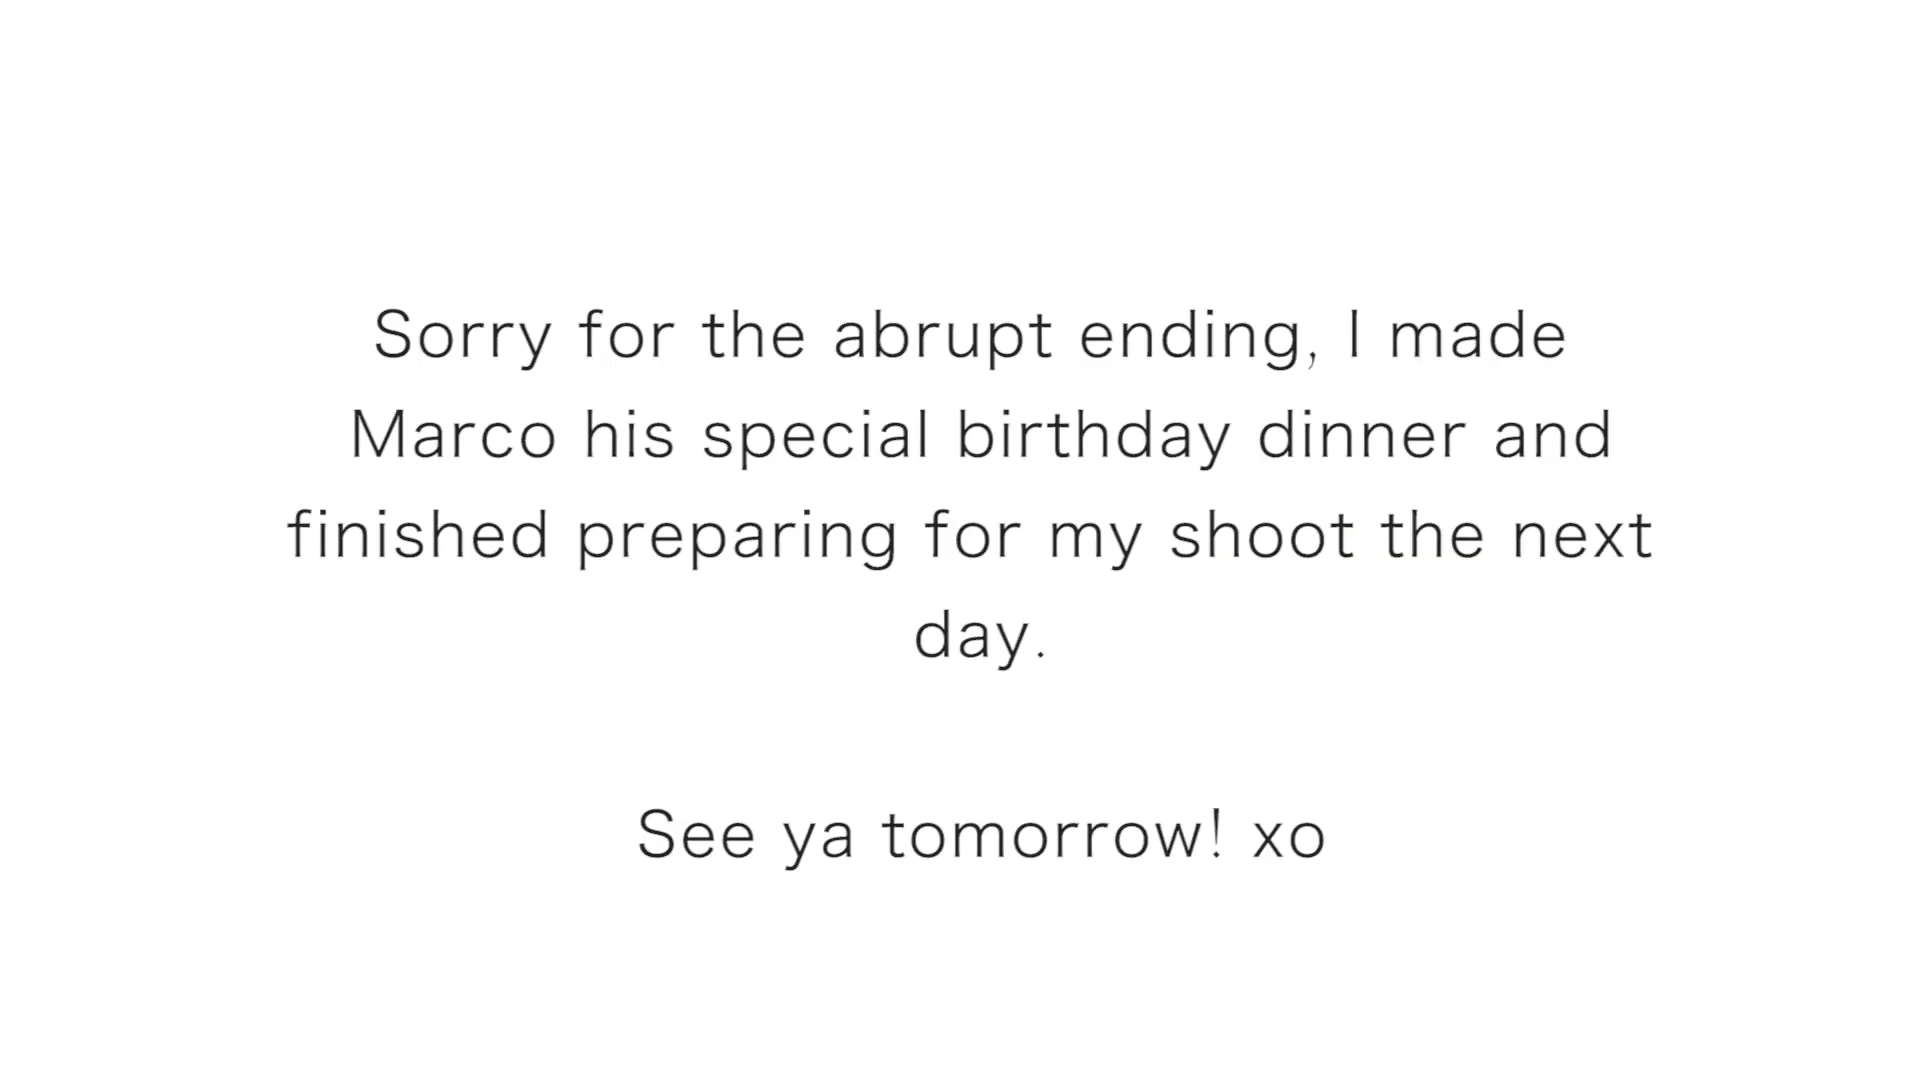 Sorry for the abrupt ending, I made
Marco his special birthday dinner and
finished preparing for my shoot the next
day.
See ya tomorrow! xo